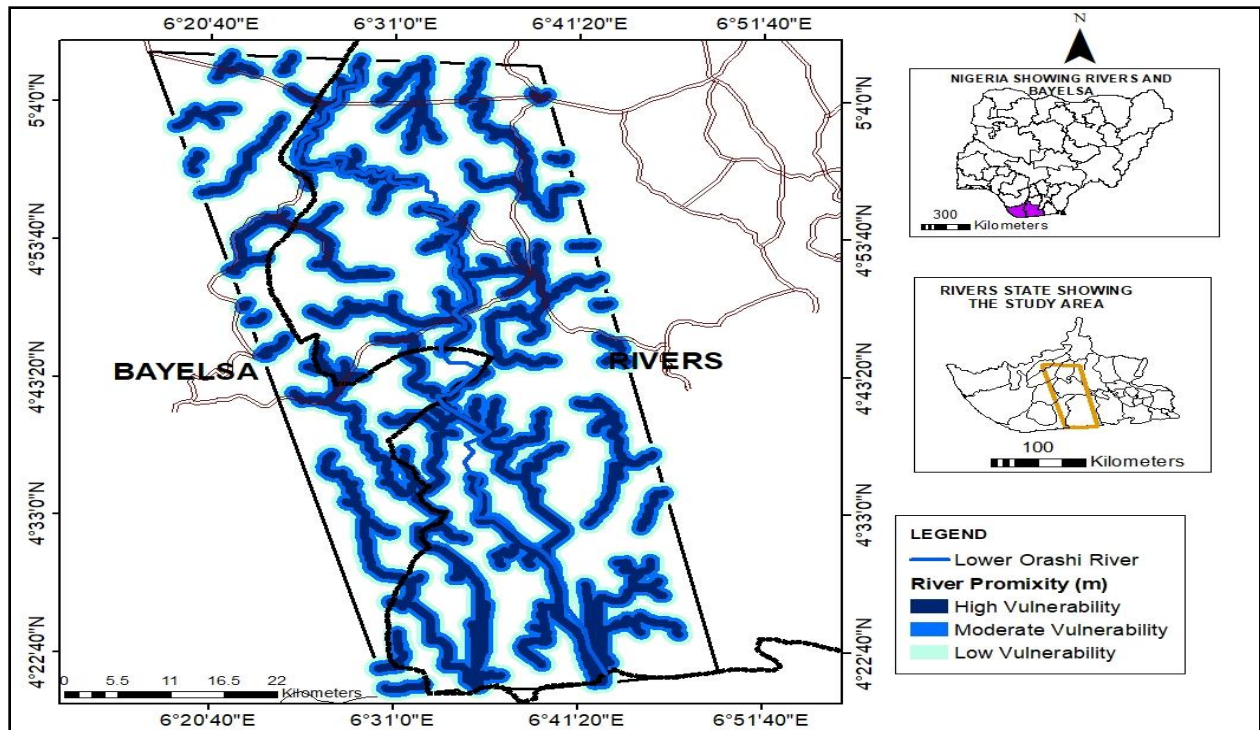 6°20'40"E 6°31'0"E 6°41'20"E 6°51'40"E
5°4'0"N
4°53'40"N
4°43'20"N
4°33'0"N
4°22'40"N
BAYELSA
RIVERS
5°4'0"N
4°53'40"N
4°43'20"N
4°33'0"N
4°22'40"N
0 5.5 11 16.5 22
Kilometers
6°20'40"E 6°31'0"E 6°41'20"E 6°51'40"E
N
NIGERIA SHOWING RIVERS AND
BAYELSA
300
Kilometers
RIVERS STATE SHOWING
THE STUDY AREA
100
Kilometers
LEGEND
Lower Orashi River
River Promixity (m)
High Vulnerability
Moderate Vulnerability
Low Vulnerability